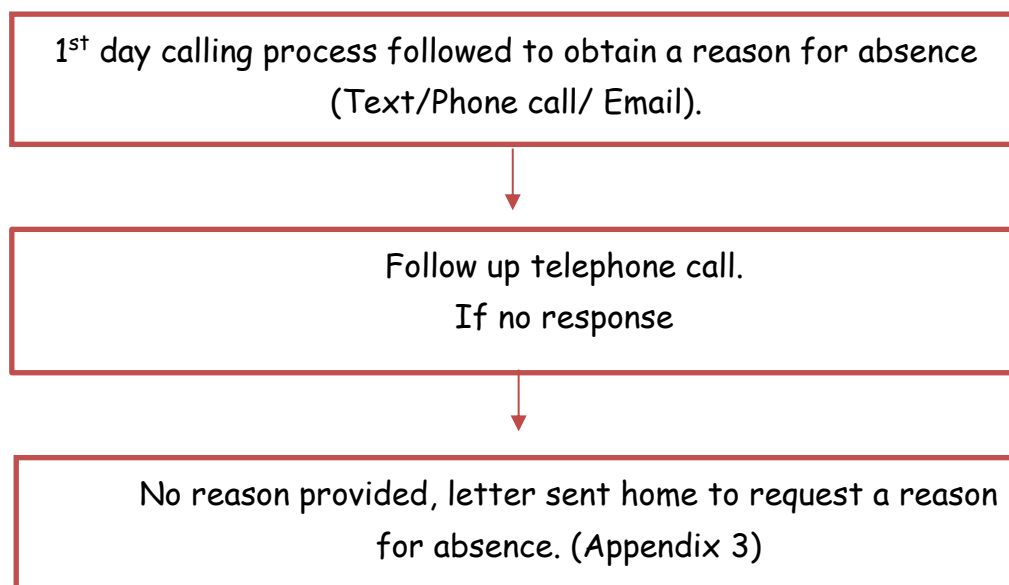 1st day calling process followed to obtain a reason for absence
(Text/Phone call/ Email).
Follow up telephone call.
If no response
No reason provided, letter sent home to request a reason
for absence. (Appendix 3)